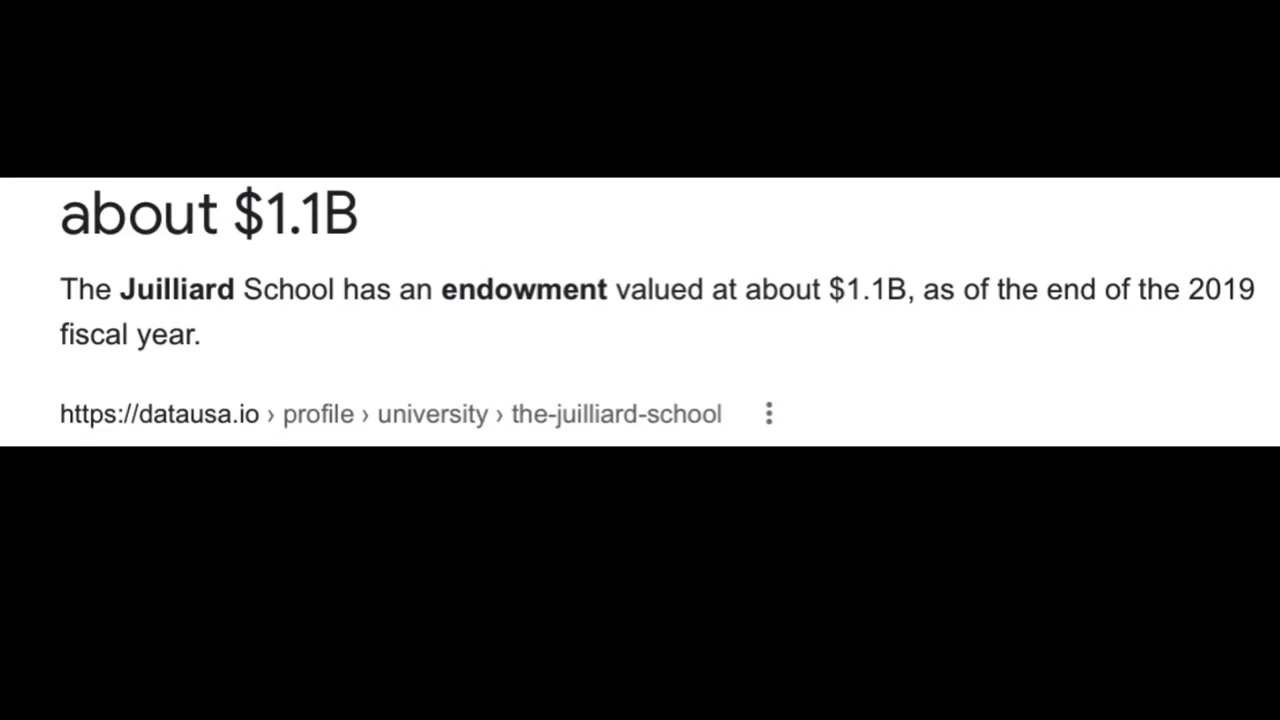 about $1.1B
The Juilliard School has an endowment valued at about $1.1B, as of the end of the 2019
fiscal year.
https://datausa.io › profile › university › the-juilliard-school